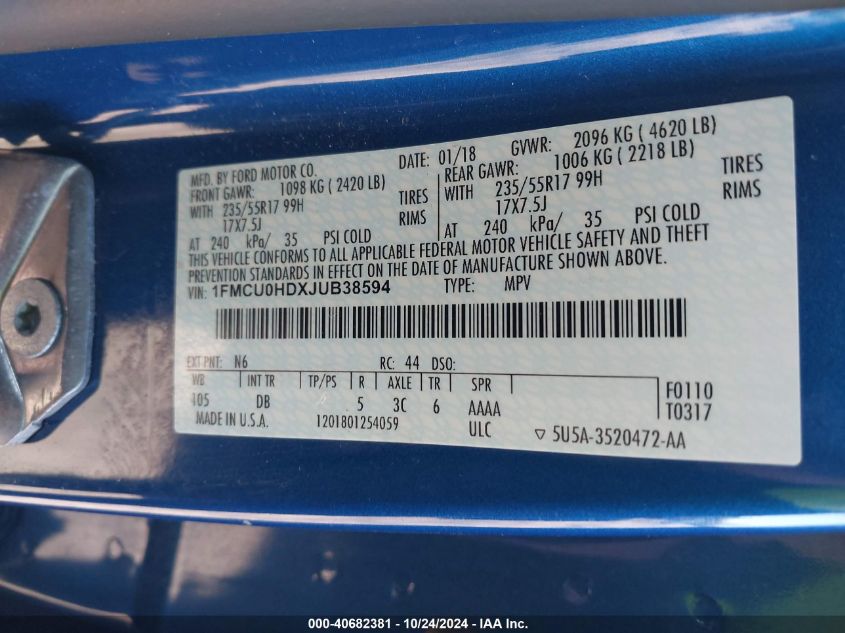 MFD. BY FORD MOTOR CO. DATE: 01/18 GVWR: 2096 KG ( 4620 LB)
FRONT GAWR: 1098 KG ( 2420 LB) REAR GAWR: 1006 KG ( 2218 LB)
WITH 235/55R17 99H TIRES WITH 235/55R17 99H TIRES
17X7.5J RIMS 17X7.5J RIMS
AT 240 kPa/ 35 PSI COLD AT 240 kPa/ 35 PSI COLD
THIS VEHICLE CONFORMS TO ALL APPLICABLE FEDERAL MOTOR VEHICLE SAFETY AND THEFT
PREVENTION STANDARDS IN EFFECT ON THE DATE OF MANUFACTURE SHOWN ABOVE.
VIN: 1FMCU0HDXJUB38594 TYPE: MPV
EXT PNT: N6 RC: 44 DSO:
WB INT TR TP/PS R AXLE TR SPR
105 DB 5 3C 6 AAAA
F0110
T0317
MADE IN U.S.A. 1201801254059 ULC ▽ 5U5A-3520472-AA
000-40682381 - 10/24/2024 - IAA Inc.